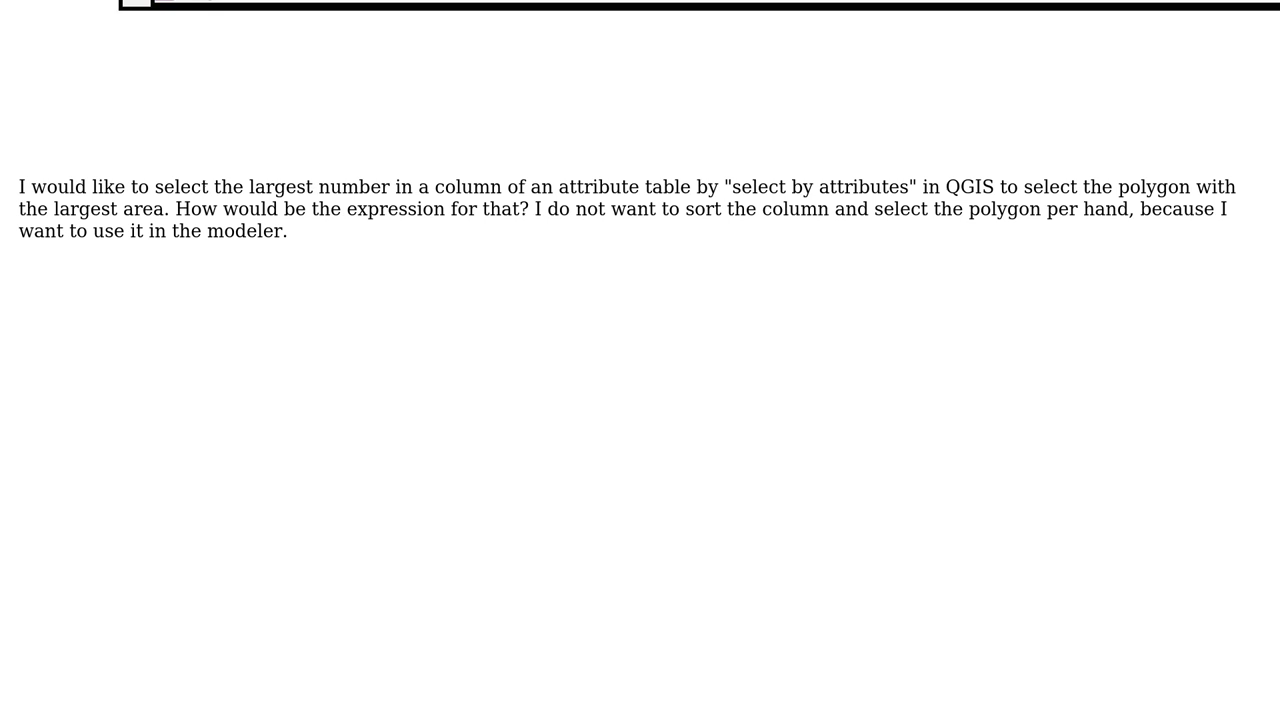 I would like to select the largest number in a column of an attribute table by "select by attributes" in QGIS to select the polygon with
the largest area. How would be the expression for that? I do not want to sort the column and select the polygon per hand, because I
want to use it in the modeler.